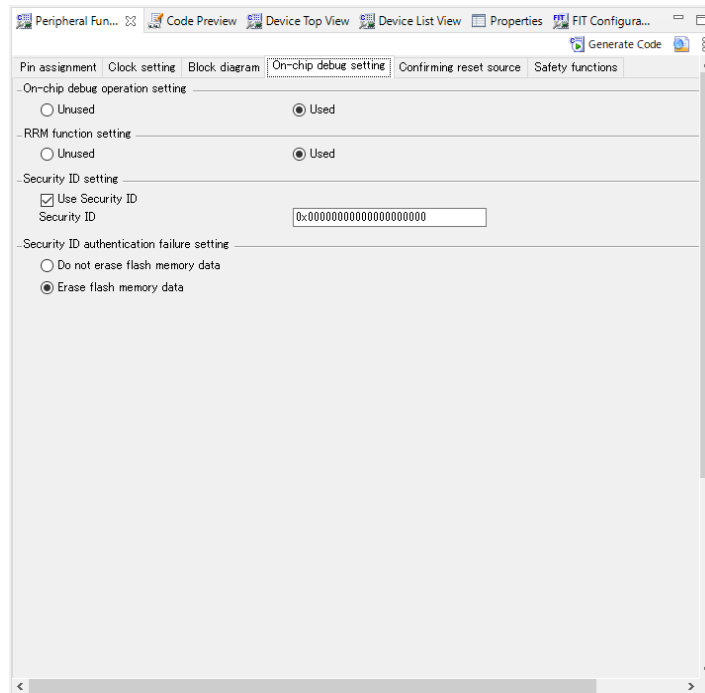 Peripheral Fun... Code Preview Device Top View Device List View Properties FIT FIT Configura...
Generate Code
Pin assignment Clock setting Block diagram On-chip debug setting Confirming reset source Safety functions
On-chip debug operation setting
Unused Used
RRM function setting
Unused Used
Security ID setting
Use Security ID
Security ID 0x00000000000000000000
Security ID authentication failure setting
Do not erase flash memory data
Erase flash memory data